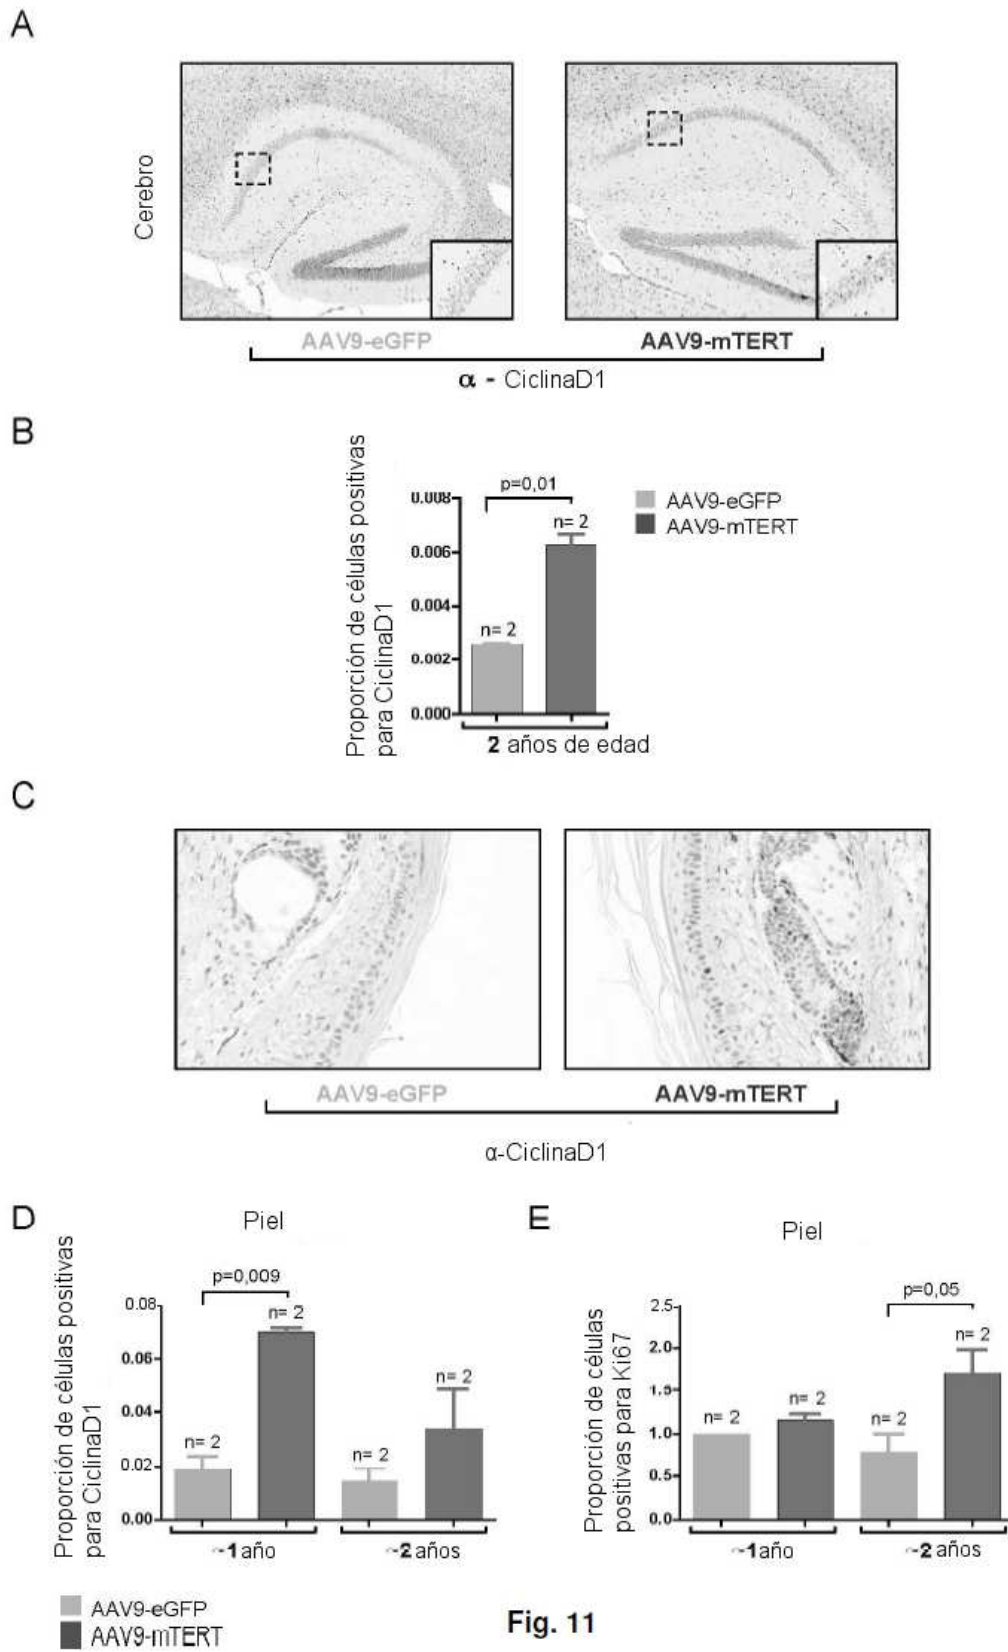 A
Cerebro
AAV9-eGFP
AAV9-mTERT
α - CiclinaD1
B
Proporción de células positivas
para CiclinaD1
0.008
0.006
0.004
0.002
0.000
p=0,01
n= 2
n= 2
2 años de edad
AAV9-eGFP
AAV9-mTERT
C
AAV9-eGFP
AAV9-mTERT
α-CiclinaD1
D
Piel
Proporción de células positivas
para CiclinaD1
0.08
0.06
0.04
0.02
0.00
p=0,009
n= 2
n= 2
n= 2
n= 2
~1 año
~2 años
AAV9-eGFP
AAV9-mTERT
E
Piel
Proporción de células
positivas para Ki67
2.5
2.0
1.5
1.0
0.5
0.0
p=0,05
n= 2
n= 2
n= 2
n= 2
~1año
~2 años
Fig. 11